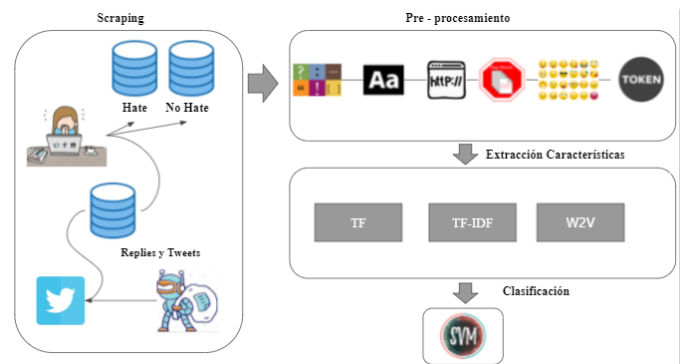 Scraping
Pre - procesamiento
Hate
No Hate
Aa
http://
TOKEN
Extracción Características
TF
TF-IDF
W2V
Replies y Tweets
Clasificación
SVM